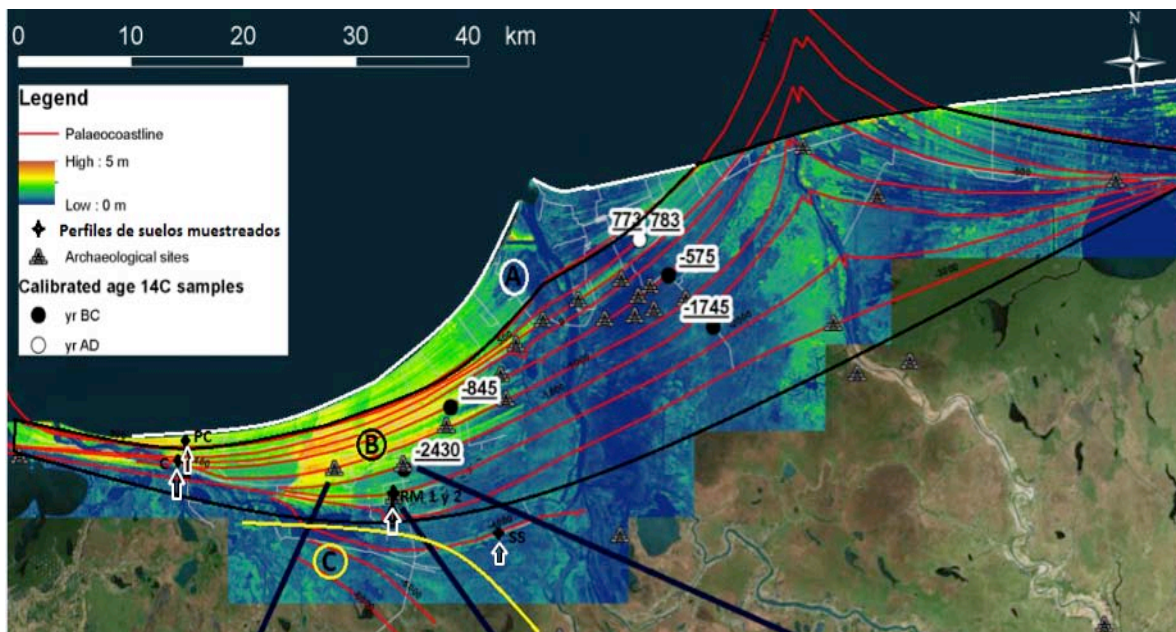 0 10 20 30 40 km
N
Legend
Palaeocoastline
High : 5 m
Low : 0 m
Perfiles de suelos muestreados
Archaeological sites
Calibrated age 14C samples
yr BC
yr AD
A
773 783
-575
-1745
-845
B
-2430
PC
C
RM 1 y 2
SS
C